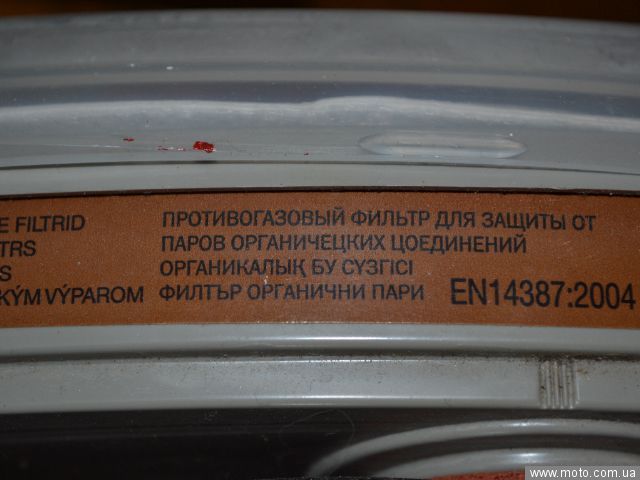 E FILTRID
TRS
S
KÝM VÝPAROM
ПРОТИВОГАЗОВЫЙ ФИЛЬТР ДЛЯ ЗАЩИТЫ ОТ
ПАРОВ ОРГАНИЧЕЦКИХ ЦОЕДИНЕНИЙ
ОРГАНИКАЛЫҚ БУ СҮЗГІСІ
ФИЛТЪР ОРГАНИЧНИ ПАРИ
EN14387:2004
www.moto.com.ua